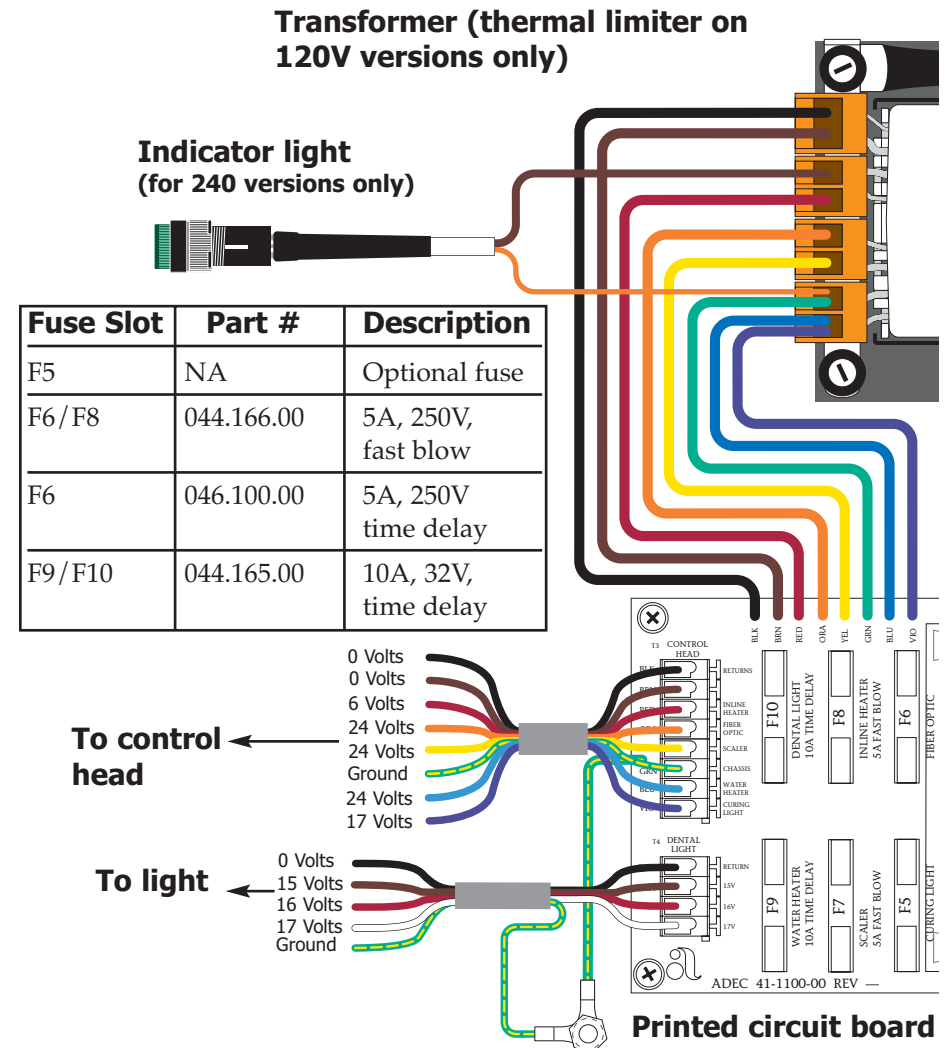 Transformer (thermal limiter on
120V versions only)
Indicator light
(for 240 versions only)
Fuse Slot Part # Description
F5 NA Optional fuse
F6/F8 044.166.00 5A, 250V,
fast blow
F6 046.100.00 5A, 250V
time delay
F9/F10 044.165.00 10A, 32V,
time delay
BLK
BRN
RED
ORA
YEL
GRN
BLU
VIO
0 Volts
0 Volts
6 Volts
24 Volts
24 Volts
Ground
24 Volts
17 Volts
To control
head
T3 CONTROL
HEAD
BLK
RETURNS
INLINE
HEATER
FIBER
OPTIC
SCALER
GRN
CHASSIS
WATER
HEATER
CURING
LIGHT
F10
DENTAL LIGHT
10A TIME DELAY
F8
INLINE HEATER
5A FAST BLOW
F6
FIBER OPTIC
0 Volts
15 Volts
16 Volts
17 Volts
Ground
To light
T4 DENTAL
LIGHT
RETURN
15V
16V
17V
F9
WATER HEATER
10A TIME DELAY
F7
SCALER
5A FAST BLOW
F5
CURING LIGHT
ADEC 41-1100-00 REV —
Printed circuit board